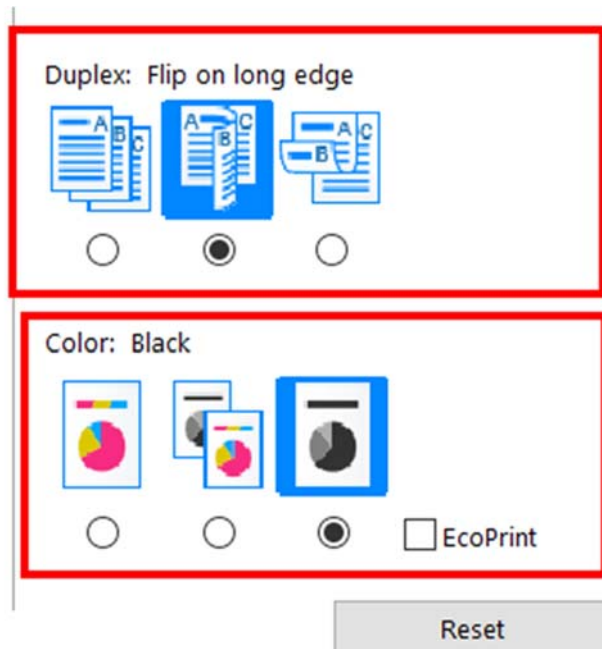 Duplex: Flip on long edge
A B C
A B C
B A C
Color: Black
EcoPrint
Reset